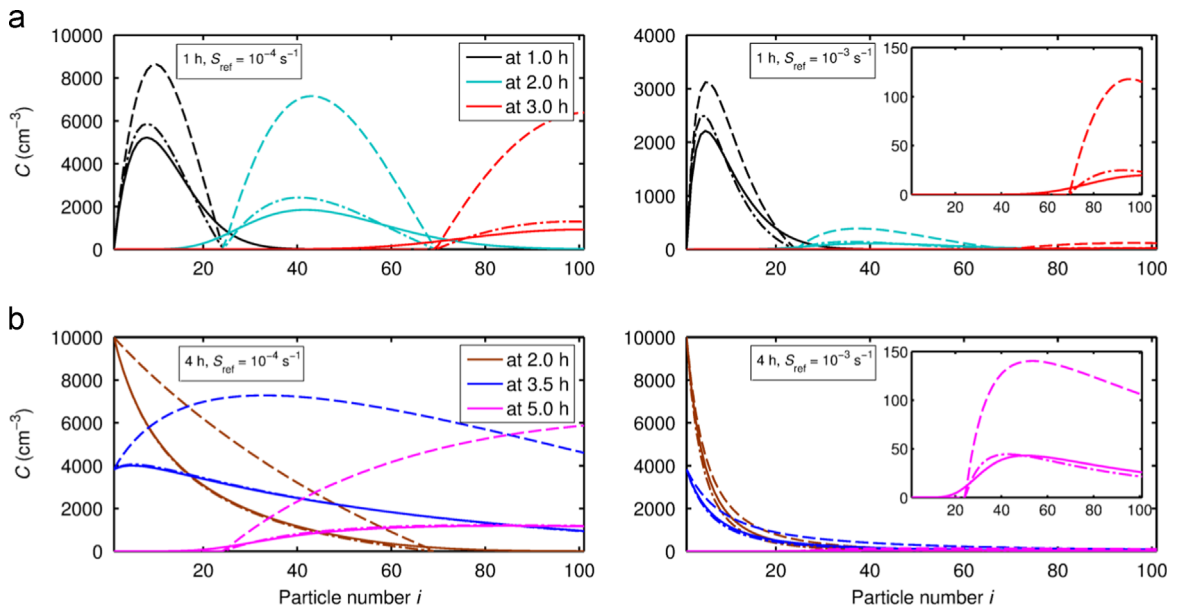 a
10000
8000
6000
4000
2000
0
C (cm⁻³)
1 h, S_ref = 10⁻⁴ s⁻¹
at 1.0 h
at 2.0 h
at 3.0 h
20 40 60 80 100
4000
3000
2000
1000
0
1 h, S_ref = 10⁻³ s⁻¹
150
100
50
0
20 40 60 80 100
20 40 60 80 100
b
10000
8000
6000
4000
2000
0
C (cm⁻³)
4 h, S_ref = 10⁻⁴ s⁻¹
at 2.0 h
at 3.5 h
at 5.0 h
20 40 60 80 100
Particle number i
10000
8000
6000
4000
2000
0
4 h, S_ref = 10⁻³ s⁻¹
150
100
50
0
20 40 60 80 100
20 40 60 80 100
Particle number i